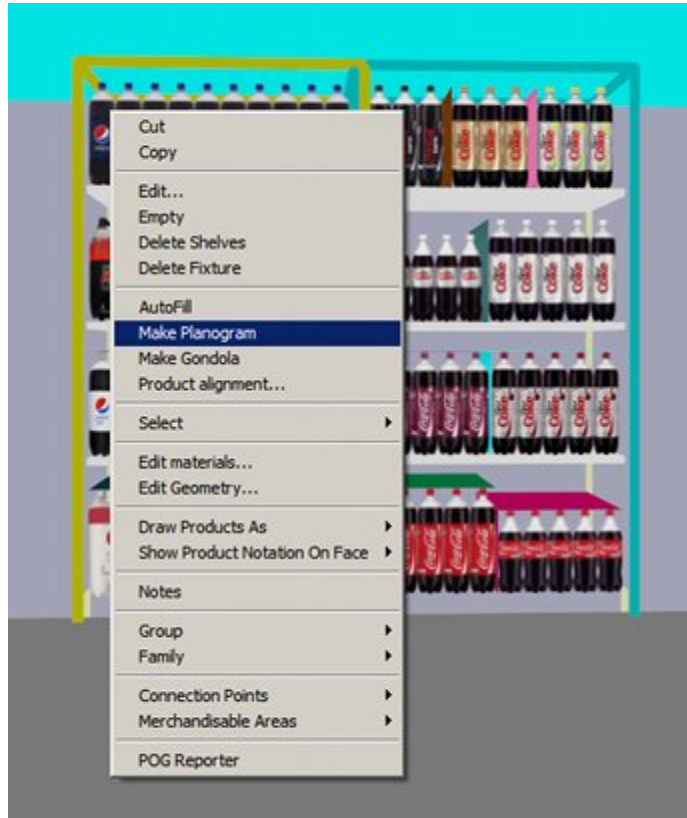 Cut
Copy
Edit...
Empty
Delete Shelves
Delete Fixture
AutoFill
Make Planogram
Make Gondola
Product alignment...
Select
Edit materials...
Edit Geometry...
Draw Products As
Show Product Notation On Face
Notes
Group
Family
Connection Points
Merchandisable Areas
POG Reporter